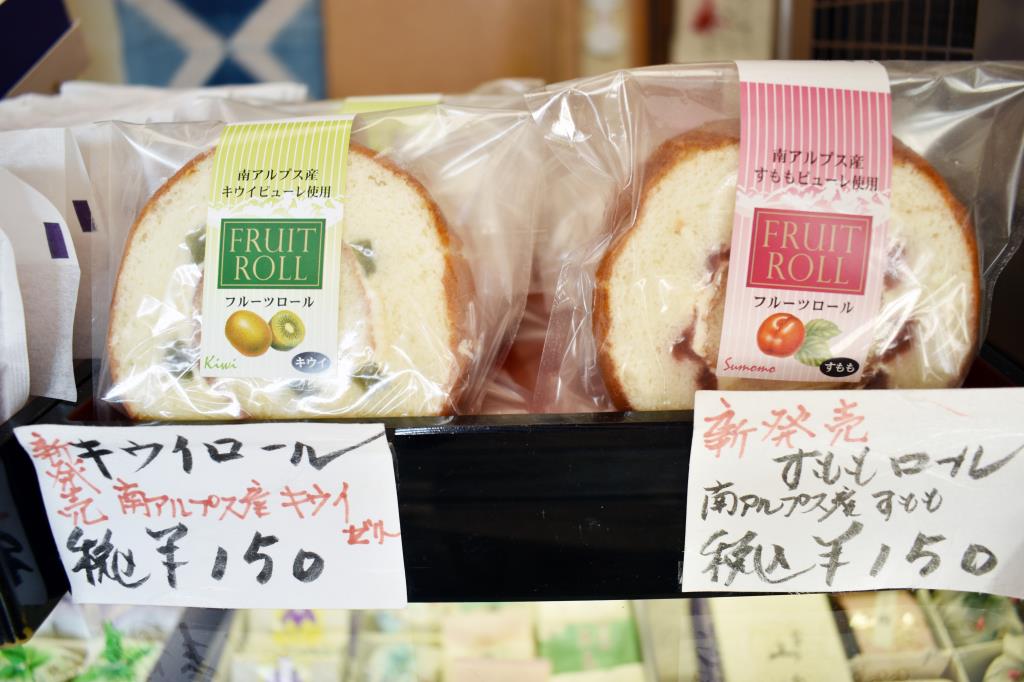 南アルプス産
キウイピューレ使用
FRUIT
ROLL
フルーツロール
Kiwi
キウイ
南アルプス産
すももピューレ使用
FRUIT
ROLL
フルーツロール
Sumomo
すもも
新発売
キウイロール
南アルプス産キウイ
ゼリー
税込¥150
新発売
すももロール
南アルプス産すもも
税込¥150